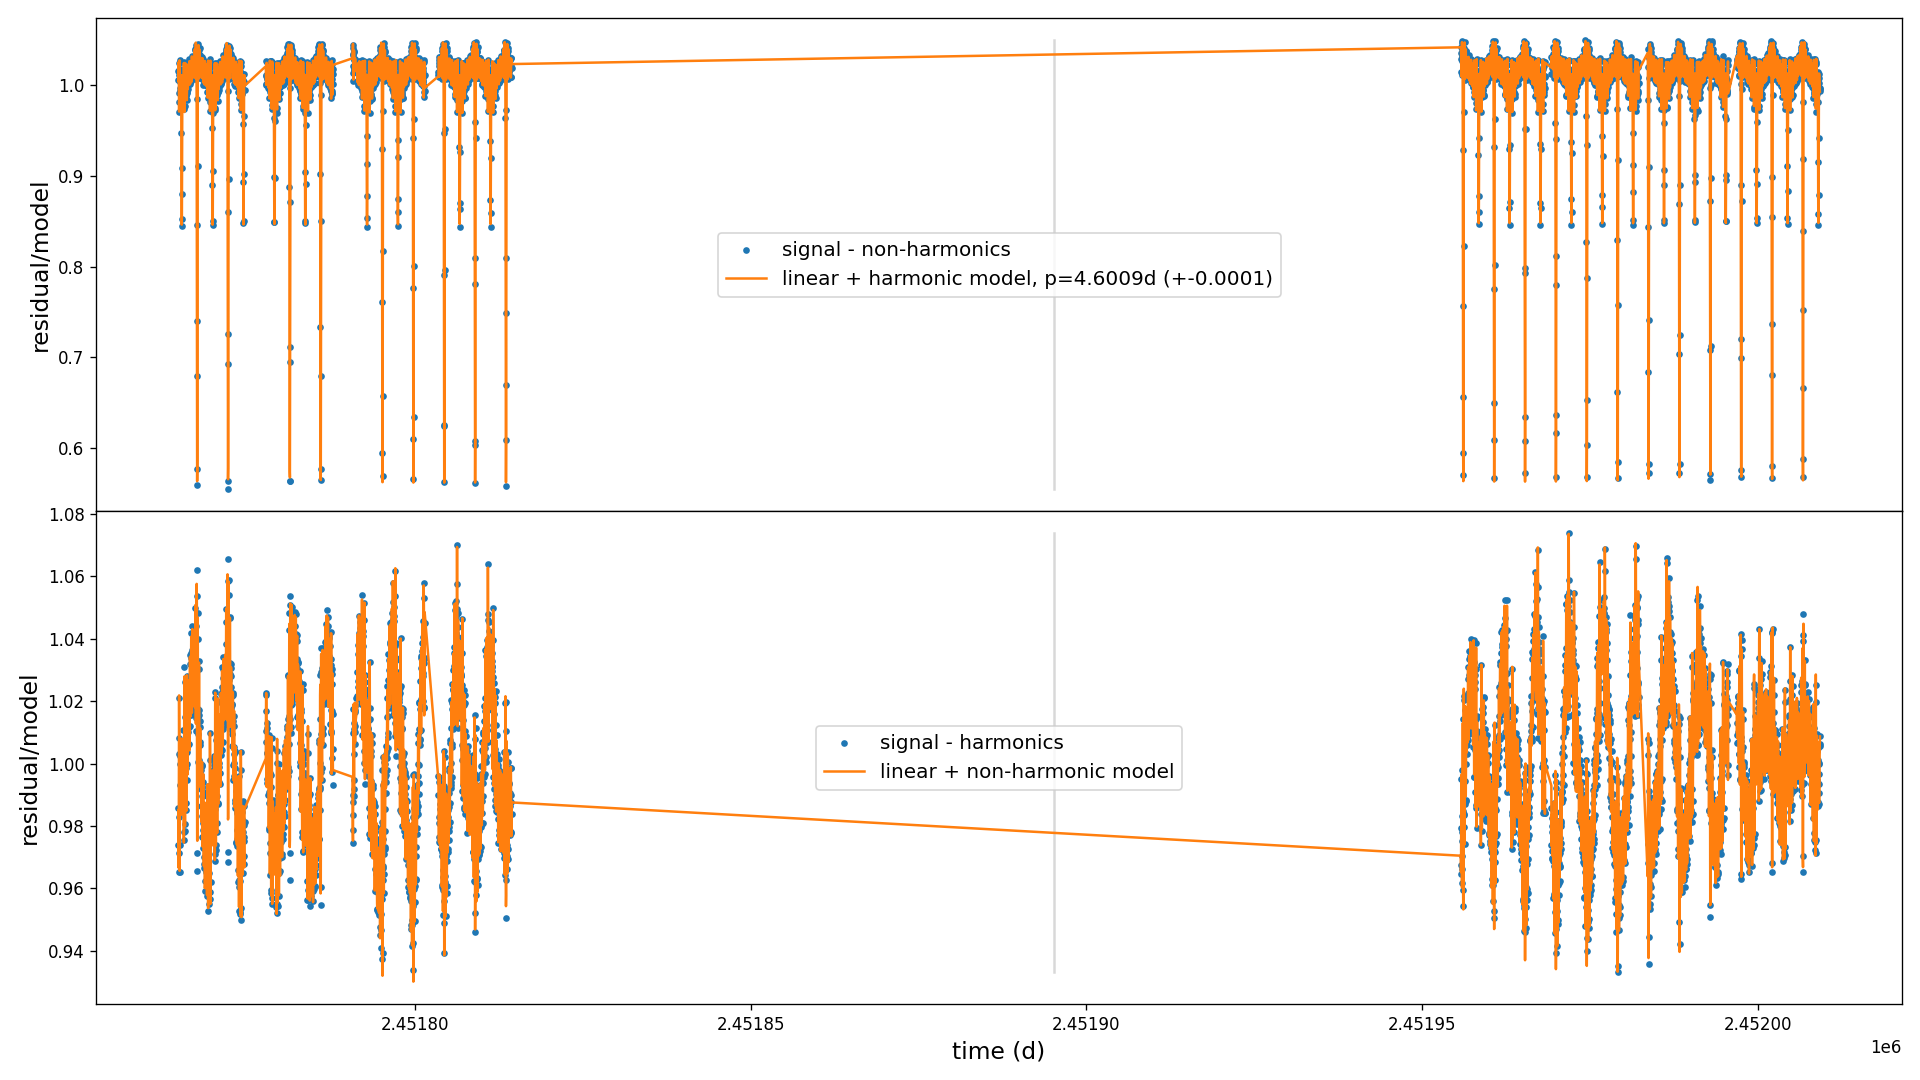 1.0
0.9
0.8
0.7
0.6
residual/model
signal - non-harmonics
linear + harmonic model, p=4.6009d (+-0.0001)
1.08
1.06
1.04
1.02
1.00
0.98
0.96
0.94
residual/model
signal - harmonics
linear + non-harmonic model
2.45180
2.45185
2.45190
2.45195
2.45200
1e6
time (d)